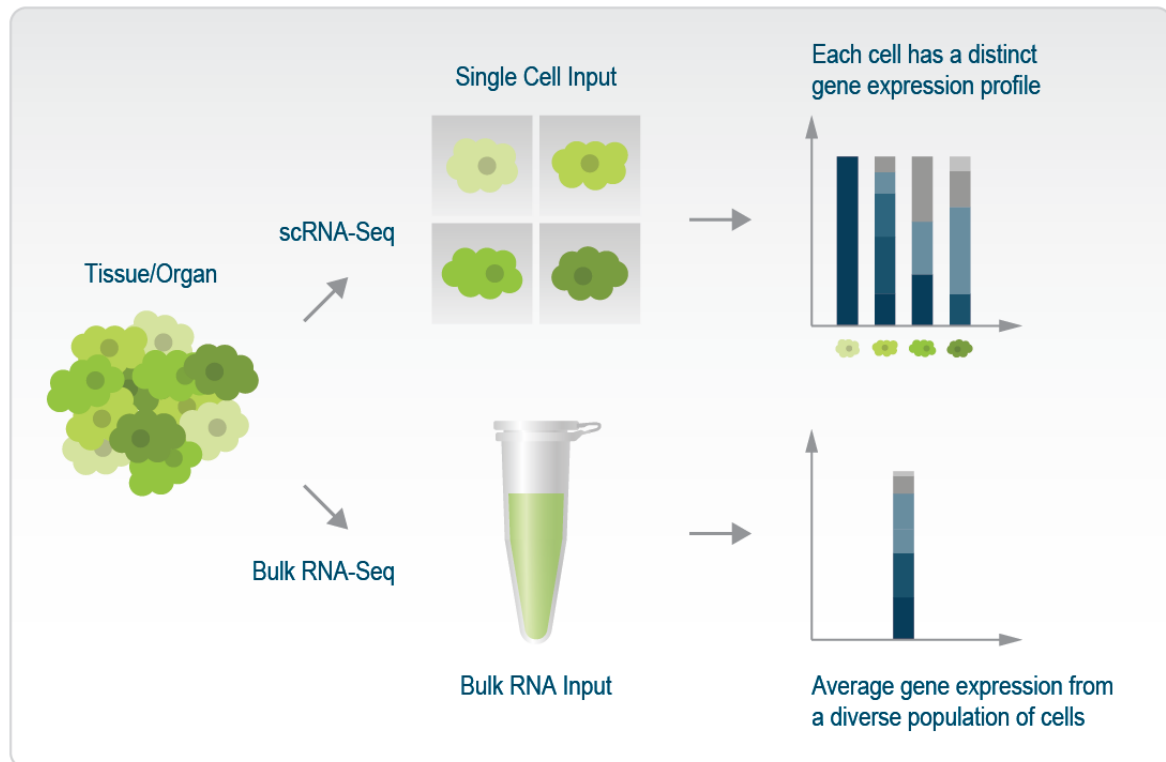 Single Cell Input
Each cell has a distinct
gene expression profile
scRNA-Seq
Tissue/Organ
Bulk RNA-Seq
Bulk RNA Input
Average gene expression from
a diverse population of cells